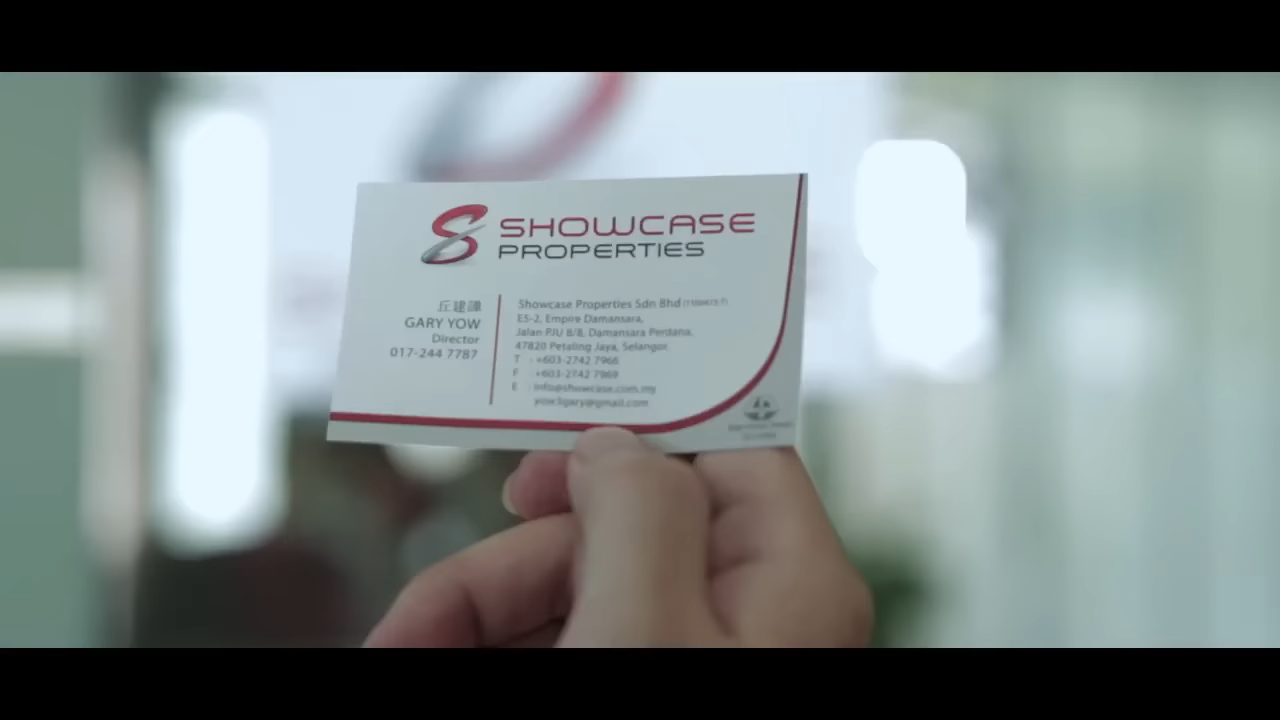 SHOWCASE
PROPERTIES
丘建諱
GARY YOW
Director
017-244 7787
Showcase Properties Sdn Bhd
E5-2, Empire Damansara,
Jalan PJU 8/8, Damansara Perdana,
47820 Petaling Jaya, Selangor.
T : +603-2742 7966
F : +603-2742 7969
E : info@showcase.com.my
yow.ligary@gmail.com